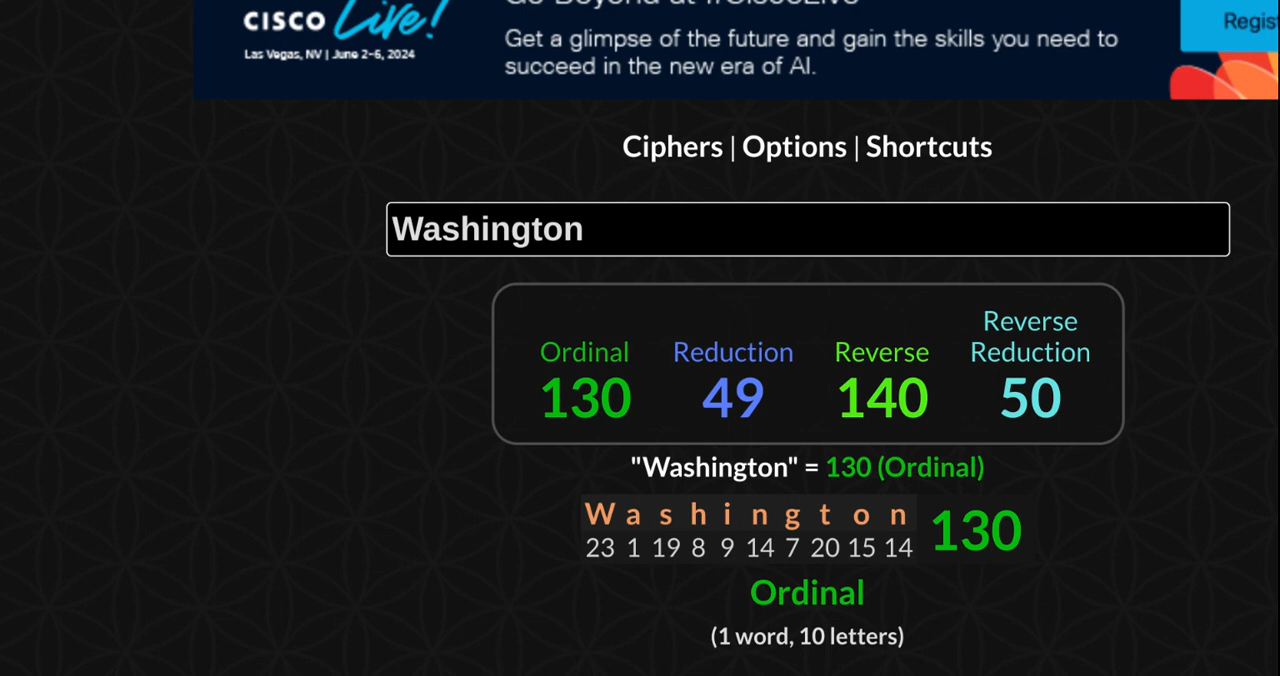 CISCO Live!
Las Vegas, NV | June 2-6, 2024
Get a glimpse of the future and gain the skills you need to
succeed in the new era of AI.
Ciphers | Options | Shortcuts
Washington
Ordinal Reduction Reverse Reverse Reduction
130 49 140 50
"Washington" = 130 (Ordinal)
W a s h i n g t o n
23 1 19 8 9 14 7 20 15 14
130
Ordinal
(1 word, 10 letters)